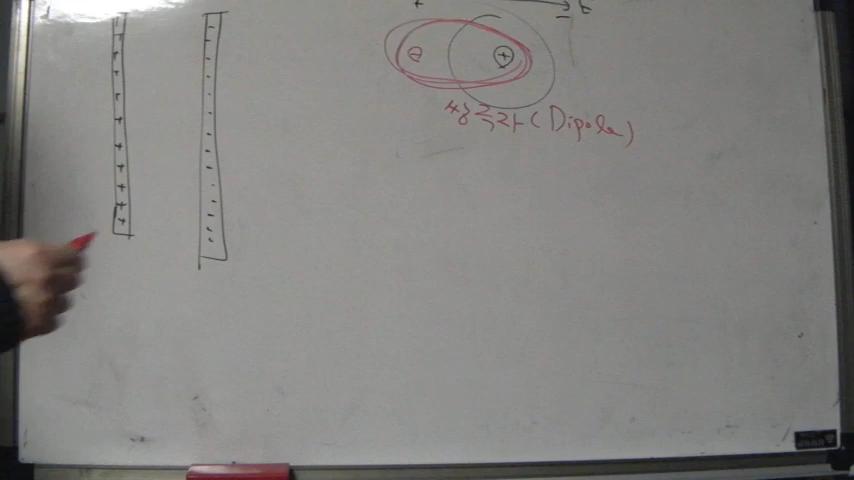 + − E
− +
쌍극자 (Dipole)
+ + + + + + + + + +
- - - - - - - - - - - -